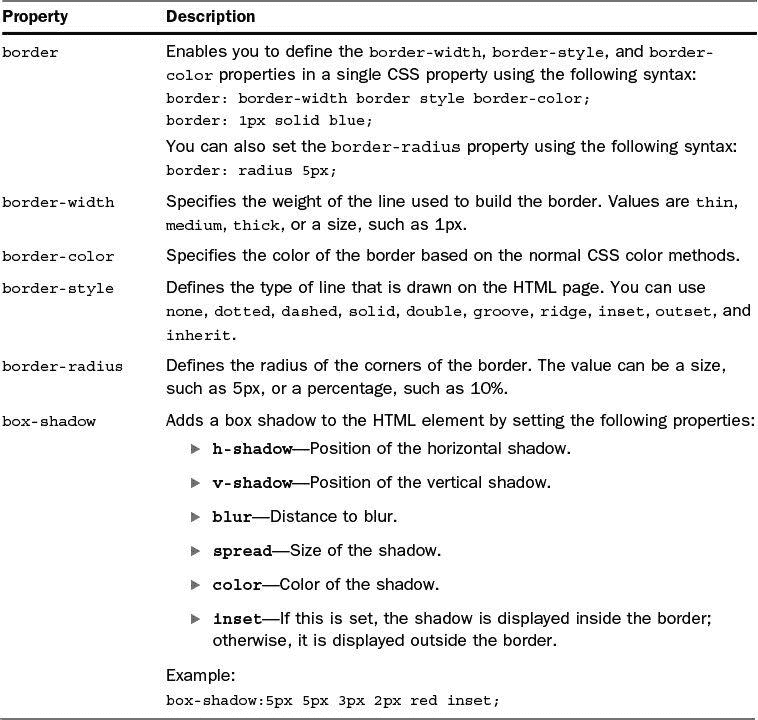 Property Description
border Enables you to define the border-width, border-style, and border-
color properties in a single CSS property using the following syntax:
border: border-width border style border-color;
border: 1px solid blue;
You can also set the border-radius property using the following syntax:
border: radius 5px;
border-width Specifies the weight of the line used to build the border. Values are thin,
medium, thick, or a size, such as 1px.
border-color Specifies the color of the border based on the normal CSS color methods.
border-style Defines the type of line that is drawn on the HTML page. You can use
none, dotted, dashed, solid, double, groove, ridge, inset, outset, and
inherit.
border-radius Defines the radius of the corners of the border. The value can be a size,
such as 5px, or a percentage, such as 10%.
box-shadow Adds a box shadow to the HTML element by setting the following properties:
► h-shadow—Position of the horizontal shadow.
► v-shadow—Position of the vertical shadow.
► blur—Distance to blur.
► spread—Size of the shadow.
► color—Color of the shadow.
► inset—If this is set, the shadow is displayed inside the border;
otherwise, it is displayed outside the border.
Example:
box-shadow:5px 5px 3px 2px red inset;